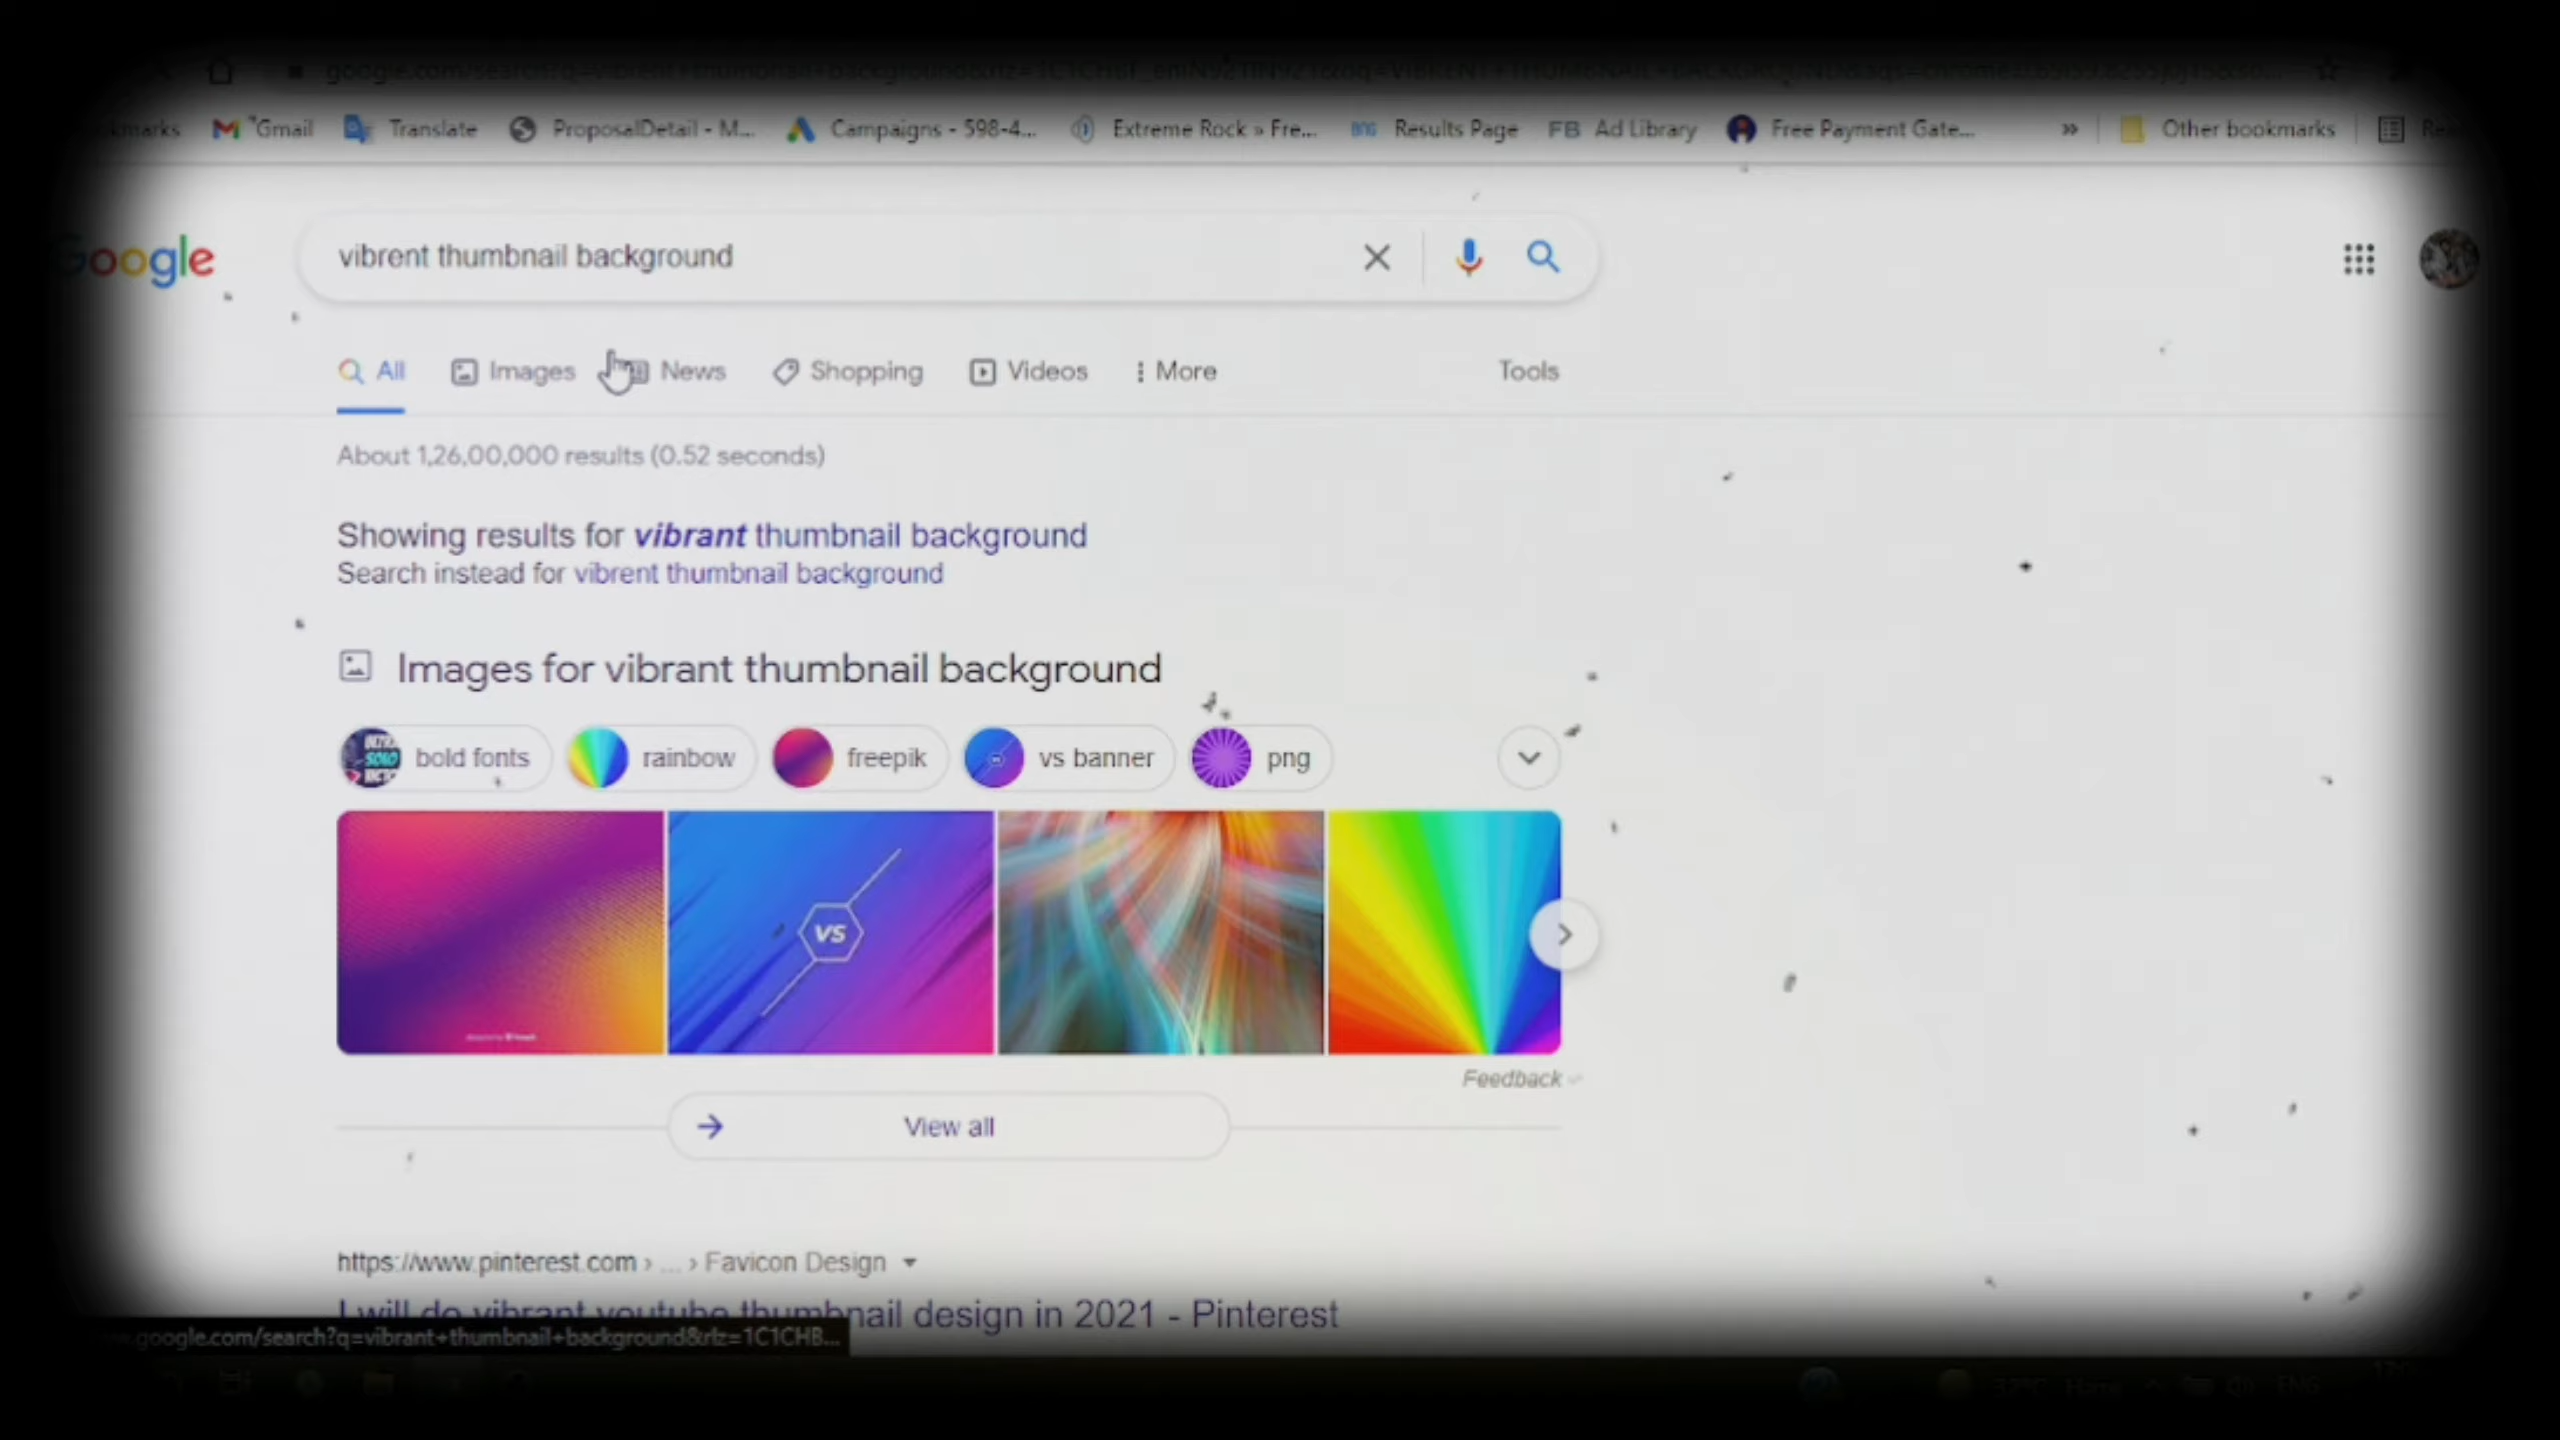 Gmail Translate ProposalDetail - M... Campaigns - 598-4... Extreme Rock » Fre... Results Page FB Ad Library Free Payment Gate... » Other bookmarks
Google
vibrent thumbnail background
All Images News Shopping Videos More Tools
About 1,26,00,000 results (0.52 seconds)
Showing results for vibrant thumbnail background
Search instead for vibrent thumbnail background
Images for vibrant thumbnail background
bold fonts rainbow freepik vs banner png
VS
Feedback
View all
https://www.pinterest.com › ... › Favicon Design
I will do vibrant youtube thumbnail design in 2021 - Pinterest
.google.com/search?q=vibrant+thumbnail+background&rlz=1C1CHB...
ENG